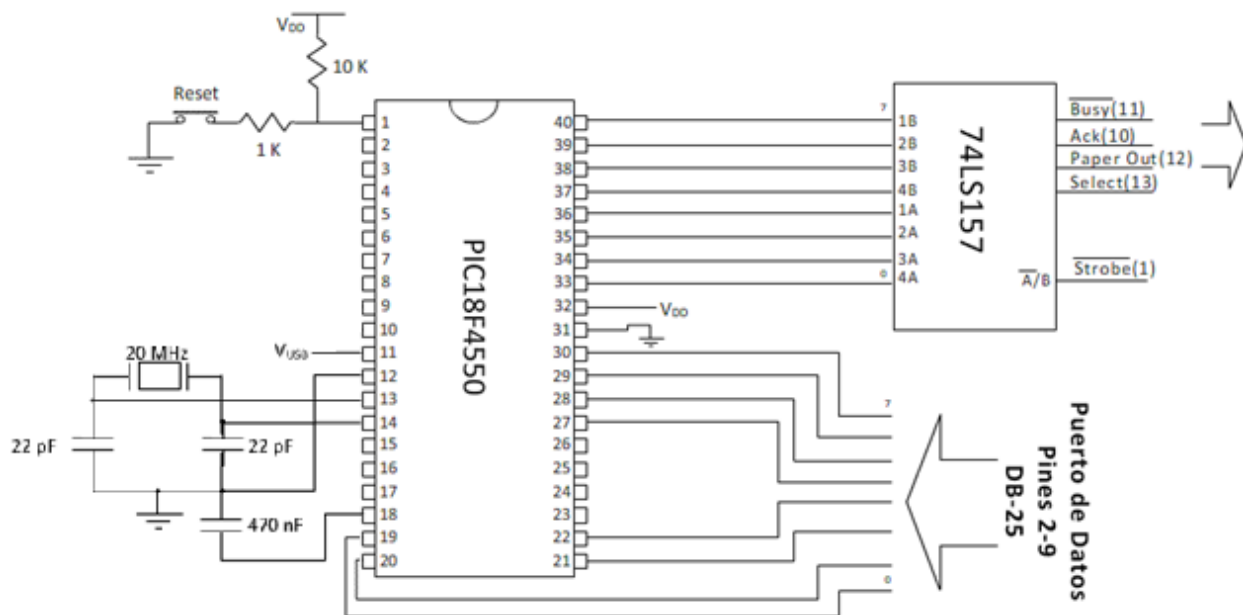 VDD
10 K
Reset
1 K
PIC18F4550
1
2
3
4
5
6
7
8
9
10
11
12
13
14
15
16
17
18
19
20
40
39
38
37
36
35
34
33
32
31
30
29
28
27
26
25
24
23
22
21
VUSB
20 MHz
22 pF
22 pF
470 nF
VDD
7
0
74LS157
1B
2B
3B
4B
1A
2A
3A
4A
A/B
Busy(11)
Ack(10)
Paper Out(12)
Select(13)
Strobe(1)
7
0
Puerto de Datos
Pines 2-9
DB-25